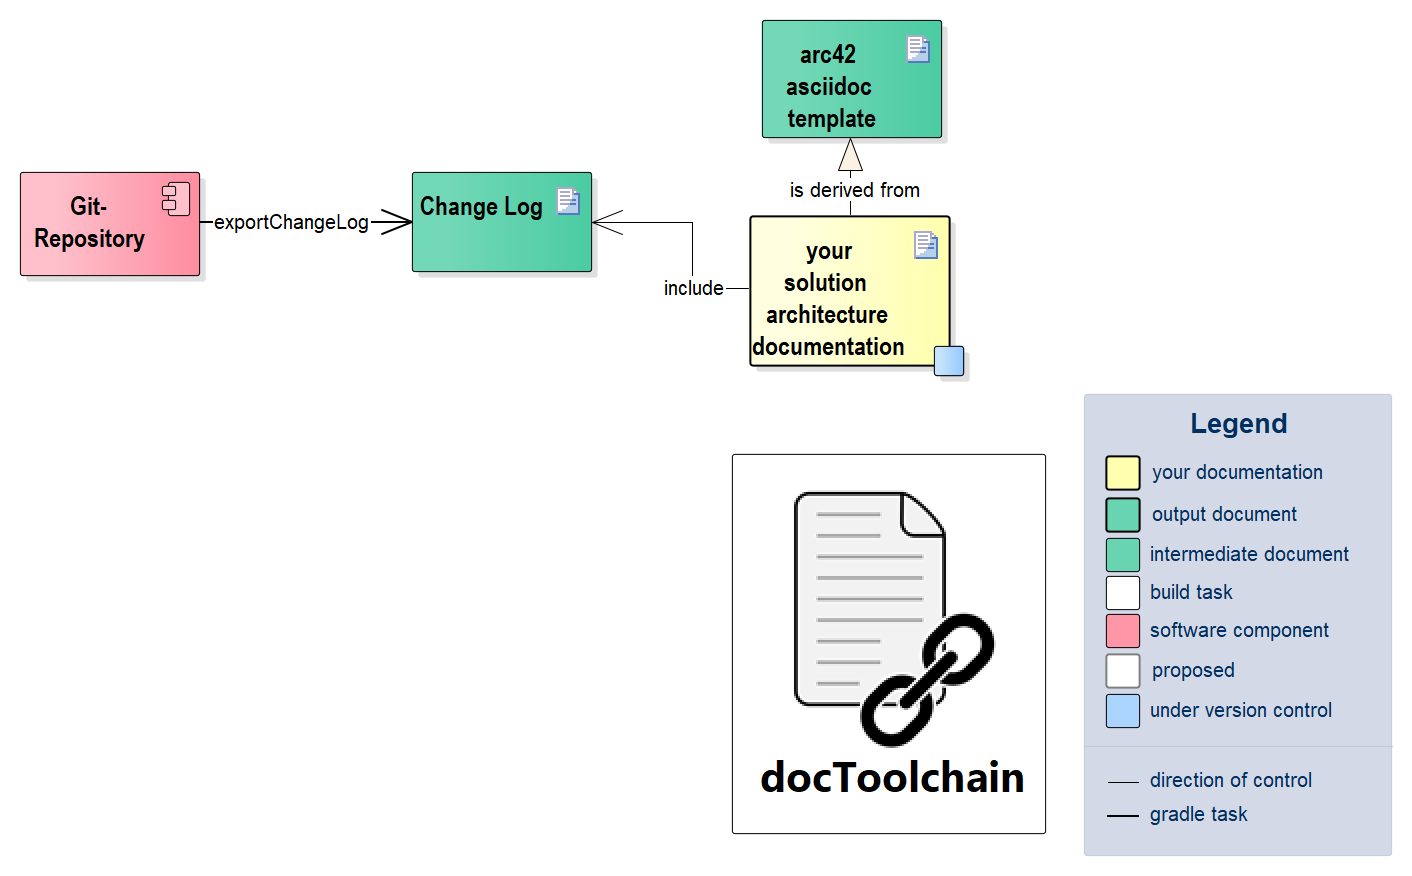 arc42
asciidoc
template
is derived from
Git-
Repository
exportChangeLog
Change Log
include
your
solution
architecture
documentation
docToolchain
Legend
your documentation
output document
intermediate document
build task
software component
proposed
under version control
direction of control
gradle task